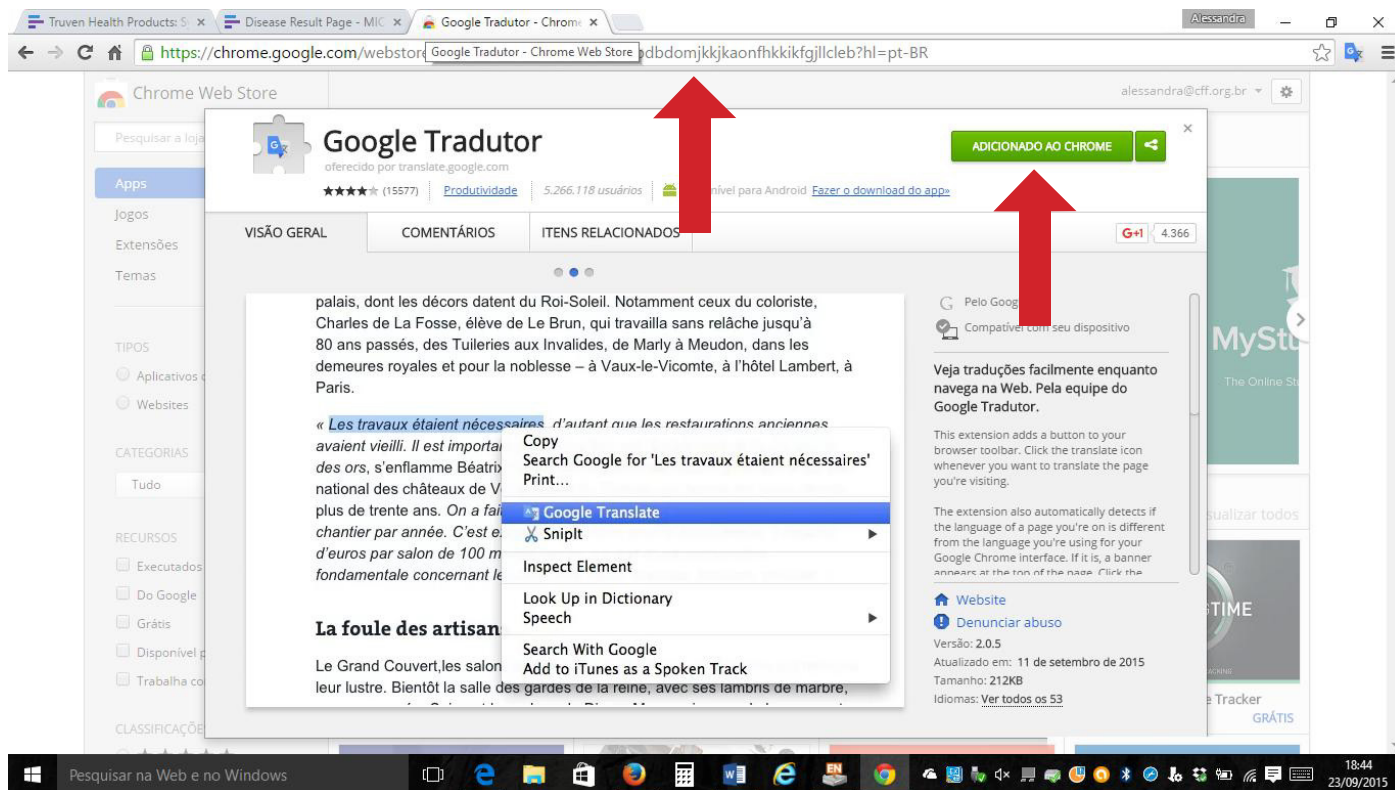 Truven Health Products: S
Disease Result Page - MIC
Google Tradutor - Chrome
Alessandra
https://chrome.google.com/webstor
Google Tradutor - Chrome Web Store
dbdomjkkjkaonfhkkikfgjllcleb?hl=pt-BR
Chrome Web Store
alessandra@cff.org.br
Pesquisar a loja
Apps
Jogos
Extensões
Temas
TIPOS
Aplicativos
Websites
CATEGORIAS
Tudo
RECURSOS
Executados
Do Google
Grátis
Disponível p
Trabalha co
CLASSIFICAÇÕE
Google Tradutor
oferecido por translate.google.com
(15577) Produtividade 5.266.118 usuários nível para Android Fazer o download do app»
ADICIONADO AO CHROME
VISÃO GERAL COMENTÁRIOS ITENS RELACIONADOS
G+1 4.366
palais, dont les décors datent du Roi-Soleil. Notamment ceux du coloriste,
Charles de La Fosse, élève de Le Brun, qui travailla sans relâche jusqu'à
80 ans passés, des Tuileries aux Invalides, de Marly à Meudon, dans les
demeures royales et pour la noblesse – à Vaux-le-Vicomte, à l'hôtel Lambert, à
Paris.
« Les travaux étaient nécessaires, d'autant que les restaurations anciennes
avaient vieilli. Il est importa
des ors, s'enflamme Béatrix
national des châteaux de V
plus de trente ans. On a fai
chantier par année. C'est e
d'euros par salon de 100 m
fondamentale concernant le
La foule des artisans
Le Grand Couvert,les salon
leur lustre. Bientôt la salle des gardes de la reine, avec ses lambris de marbre,
Copy
Search Google for 'Les travaux étaient nécessaires'
Print...
Google Translate
SnipIt
Inspect Element
Look Up in Dictionary
Speech
Search With Google
Add to iTunes as a Spoken Track
Pelo Goog
Compatível com seu dispositivo
Veja traduções facilmente enquanto
navega na Web. Pela equipe do
Google Tradutor.
This extension adds a button to your
browser toolbar. Click the translate icon
whenever you want to translate the page
you're visiting.
The extension also automatically detects if
the language of a page you're on is different
from the language you're using for your
Google Chrome interface. If it is, a banner
appears at the top of the page. Click the
Website
Denunciar abuso
Versão: 2.0.5
Atualizado em: 11 de setembro de 2015
Tamanho: 212KB
Idiomas: Ver todos os 53
MyStu
The Online Stu
sualizar todos
TIME
e Tracker
GRÁTIS
Pesquisar na Web e no Windows
EN
18:44
23/09/2015